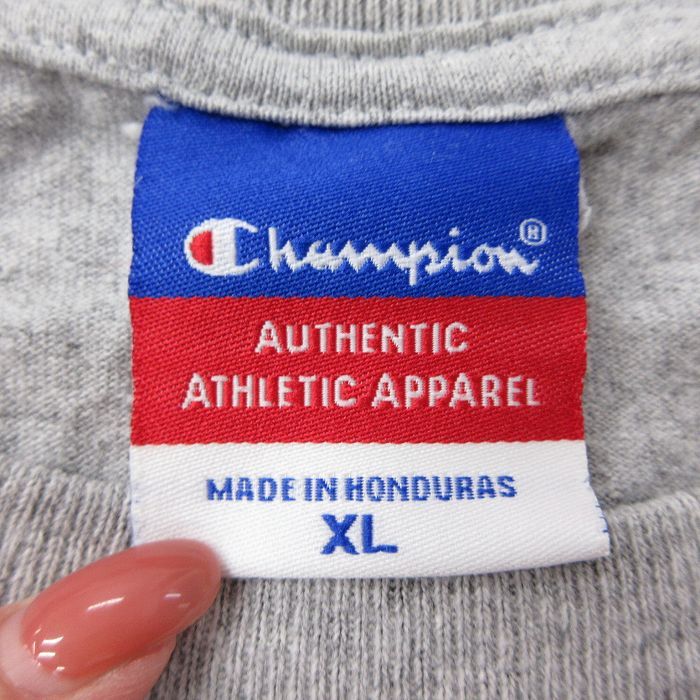 Champion®
AUTHENTIC
ATHLETIC APPAREL
MADE IN HONDURAS
XL